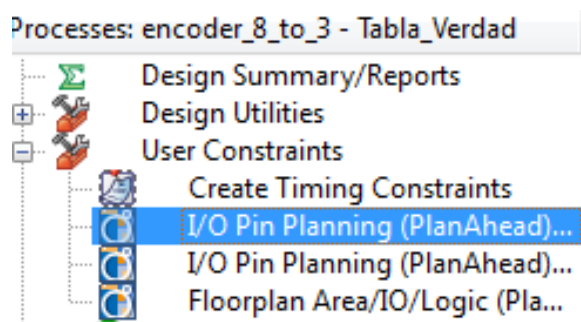 Processes: encoder_8_to_3 - Tabla_Verdad
Design Summary/Reports
Design Utilities
User Constraints
Create Timing Constraints
I/O Pin Planning (PlanAhead)...
I/O Pin Planning (PlanAhead)...
Floorplan Area/IO/Logic (Pla...